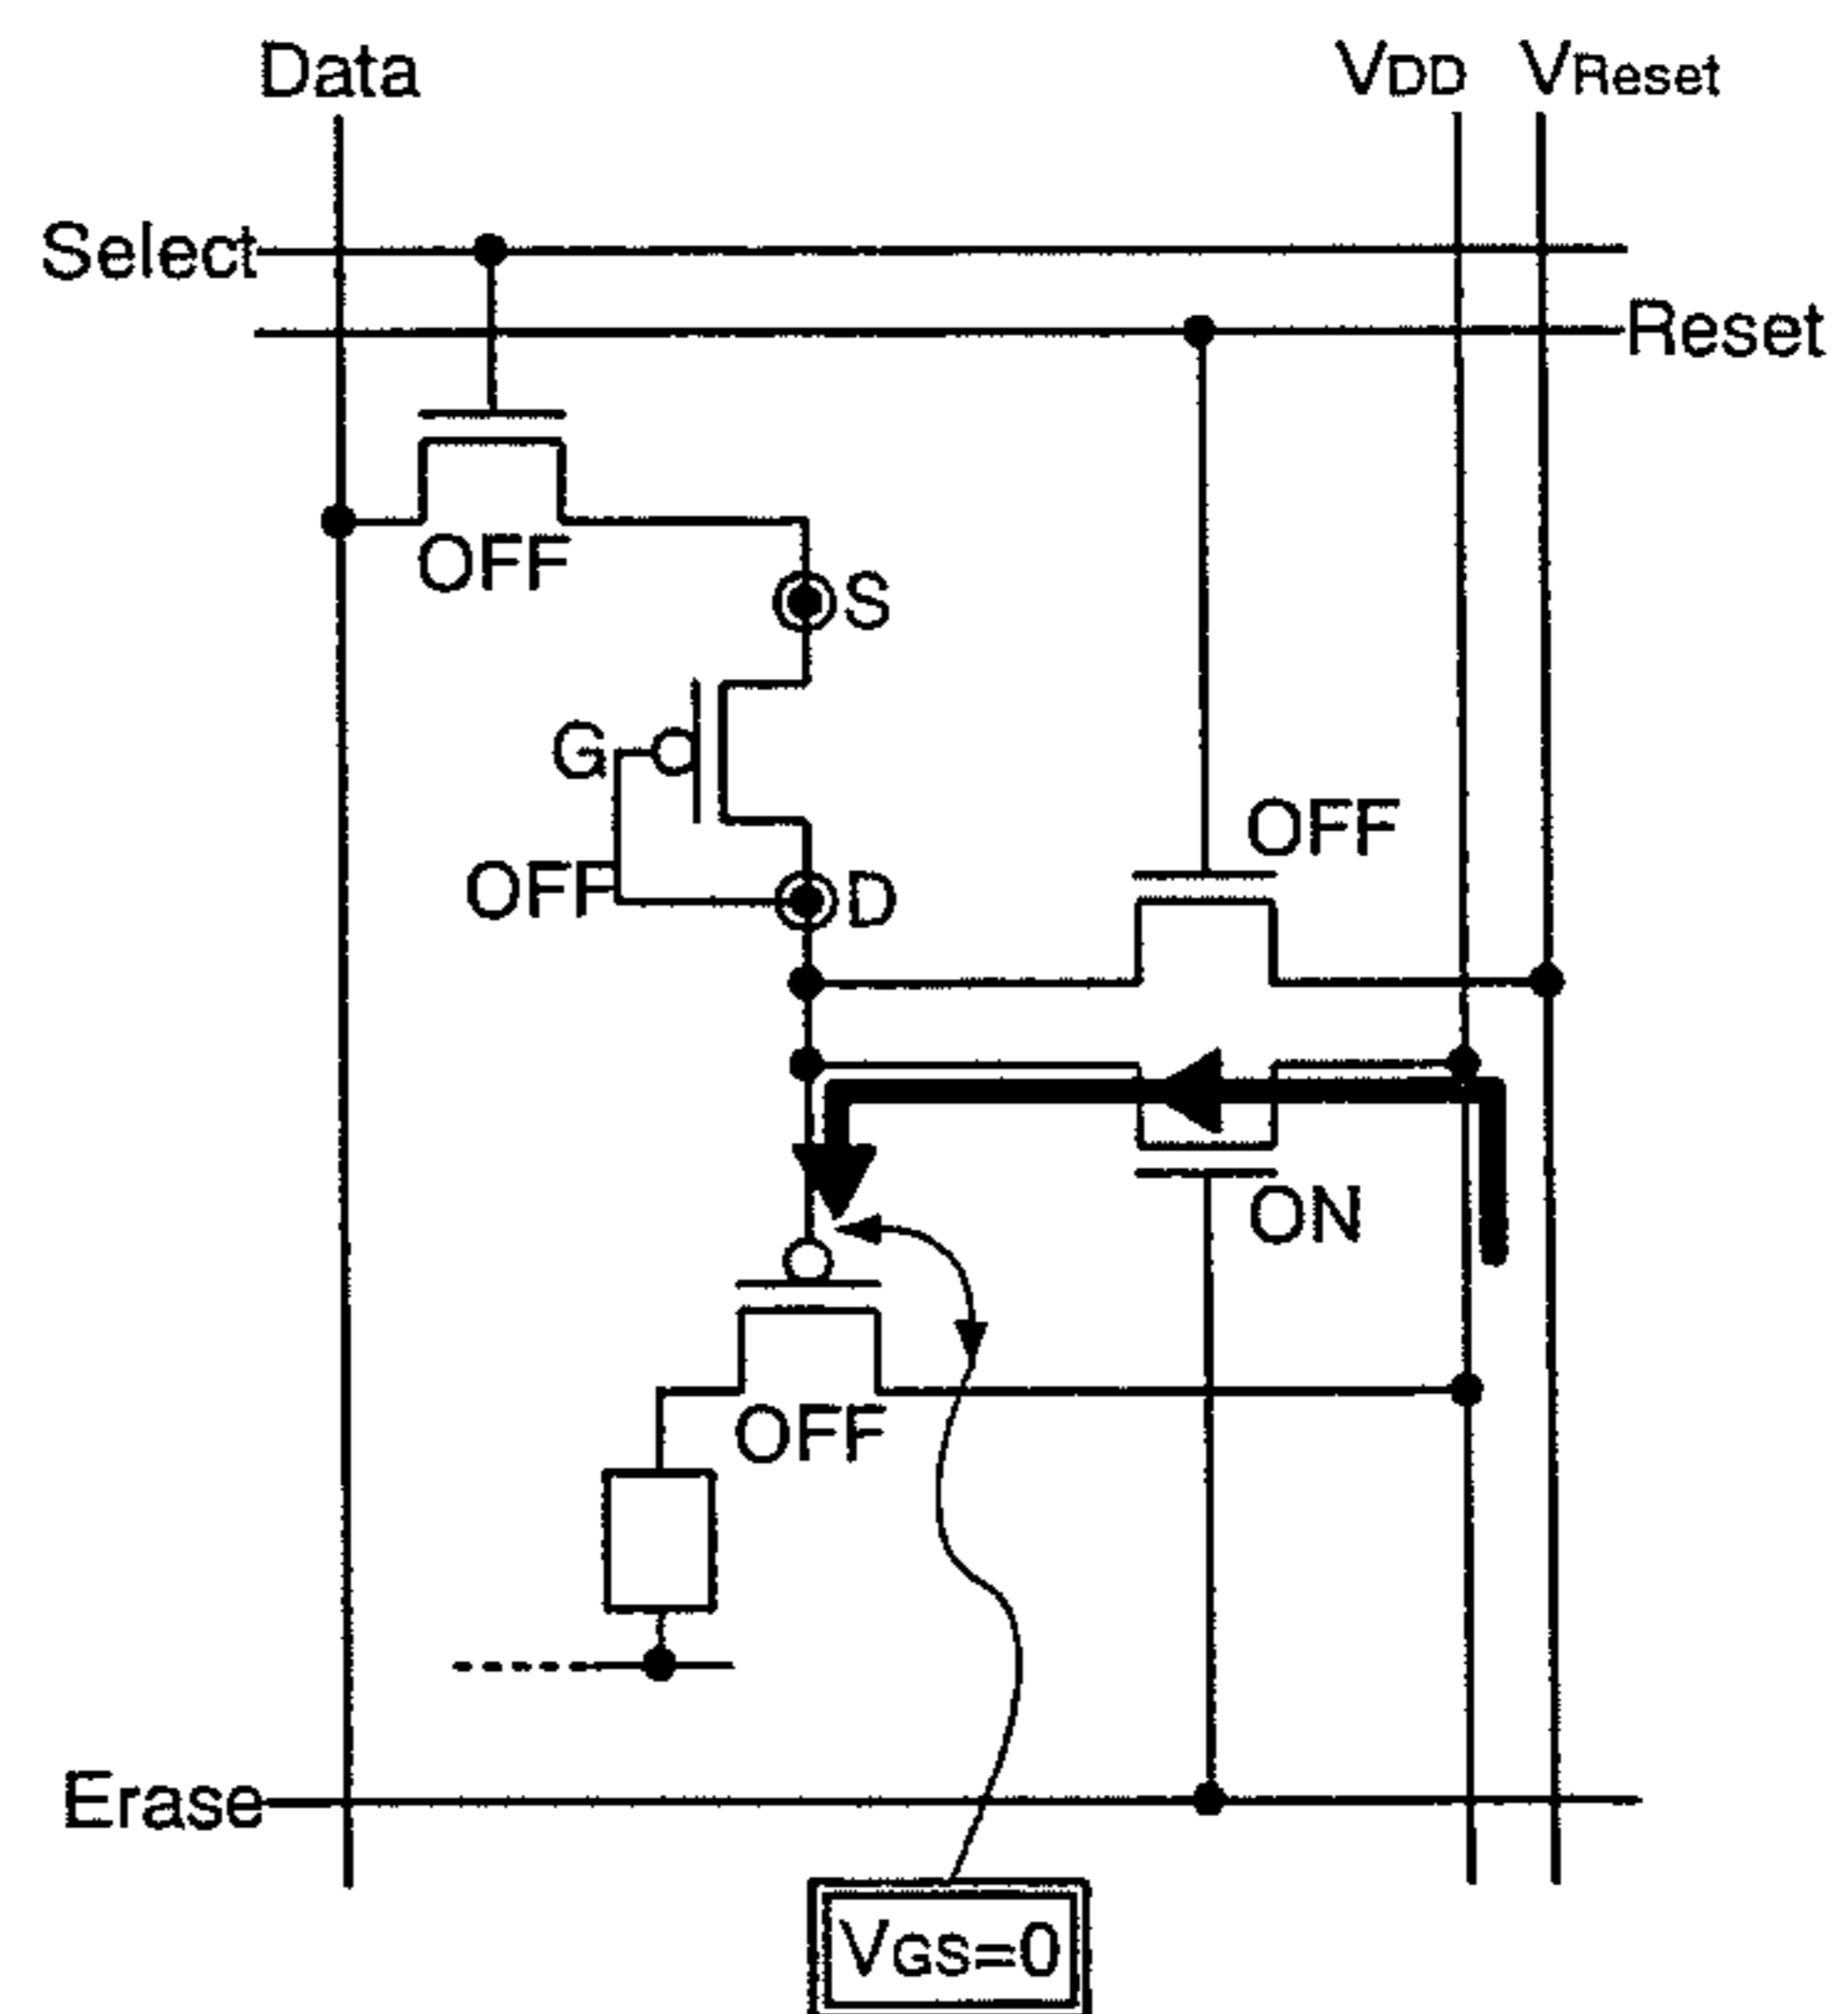 Data
VDD
VReset
Select
Reset
OFF
S
G
OFF
OFF
D
ON
OFF
Erase
VGS=0